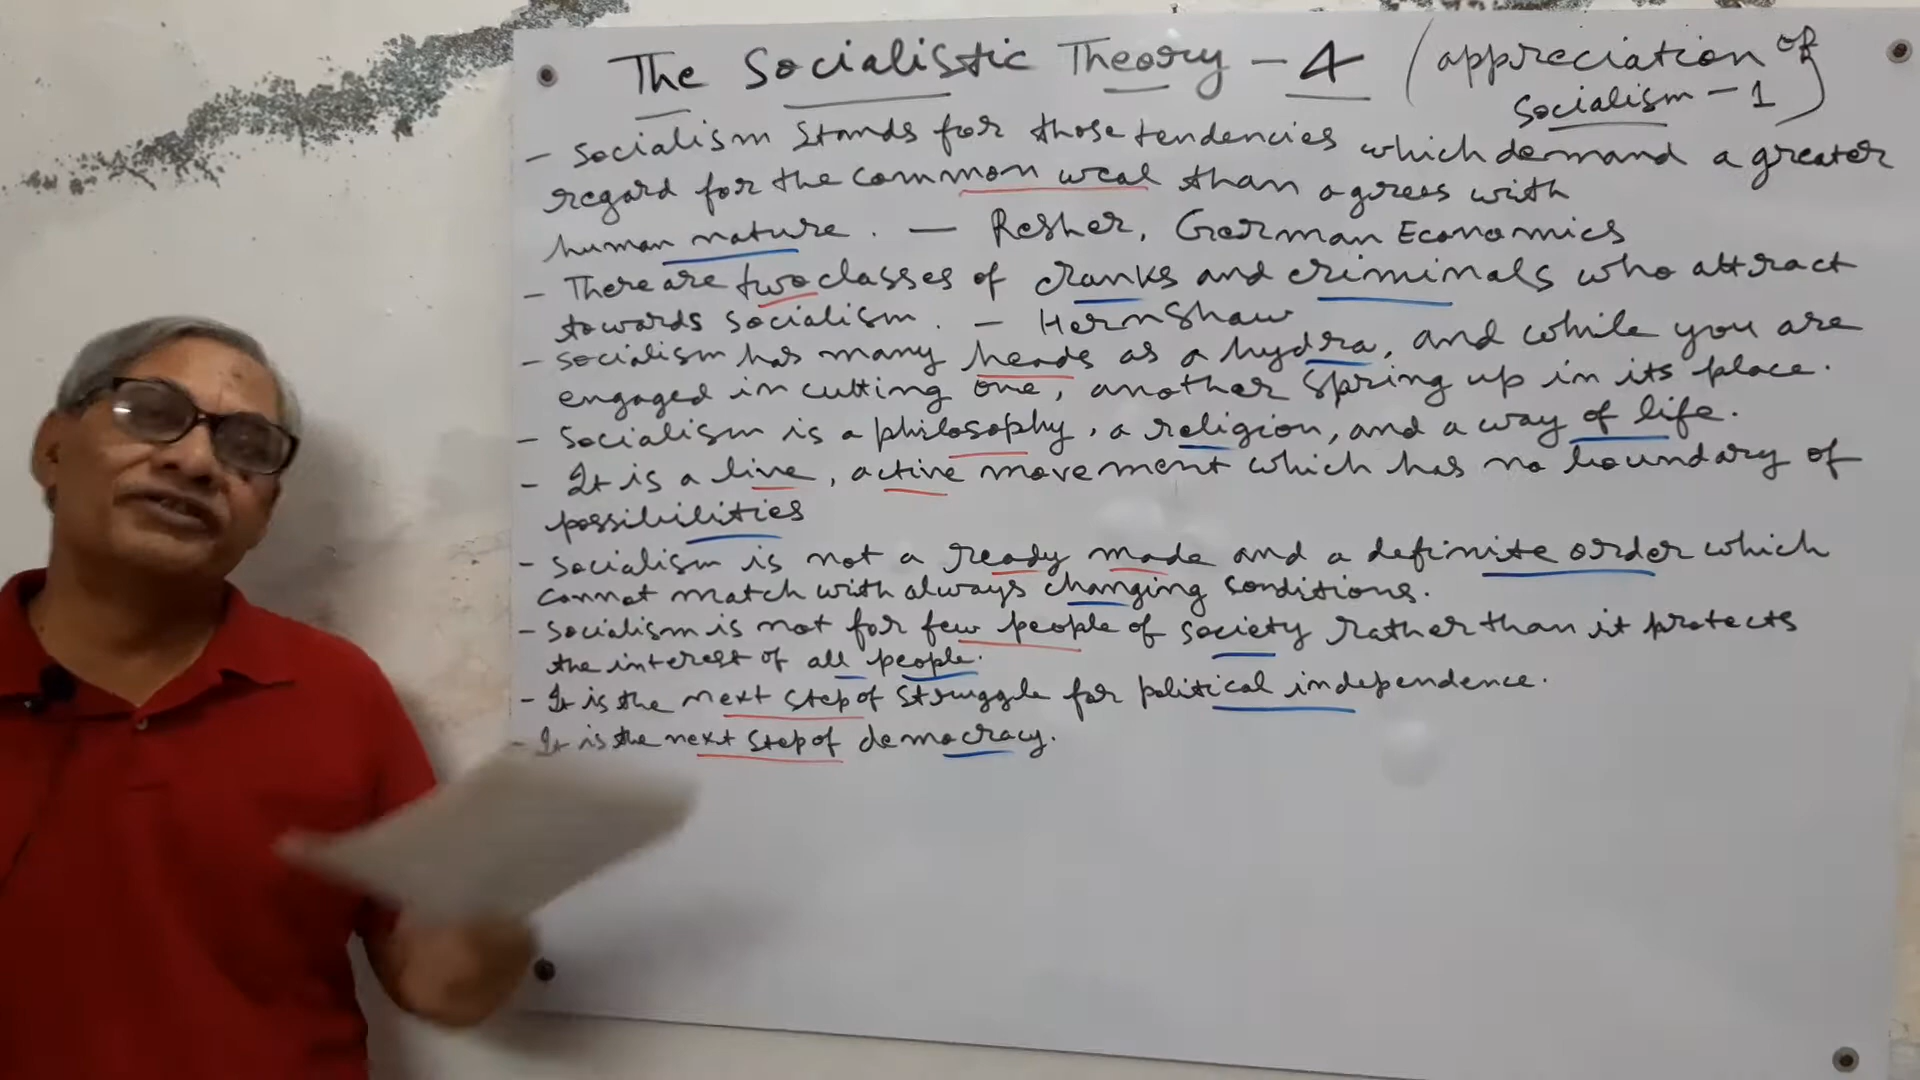 The Socialistic Theory - 4 (appreciation of
Socialism - 1)
- Socialism stands for those tendencies which demand a greater
regard for the common weal than agrees with
human nature. — Resher, German Economics
- There are two classes of cranks and criminals who attract
towards socialism. - Hernshaw
- socialism has many heads as a hydra, and while you are
engaged in cutting one, another spring up in its place.
- socialism is a philosophy, a religion, and a way of life.
- It is a live, active movement which has no boundary of
possibilities
- Socialism is not a ready made and a definite order which
cannot match with always changing conditions.
- socialism is not for few people of society rather than it protects
the interest of all people.
- It is the next step of struggle for political independence.
- It is the next step of democracy.